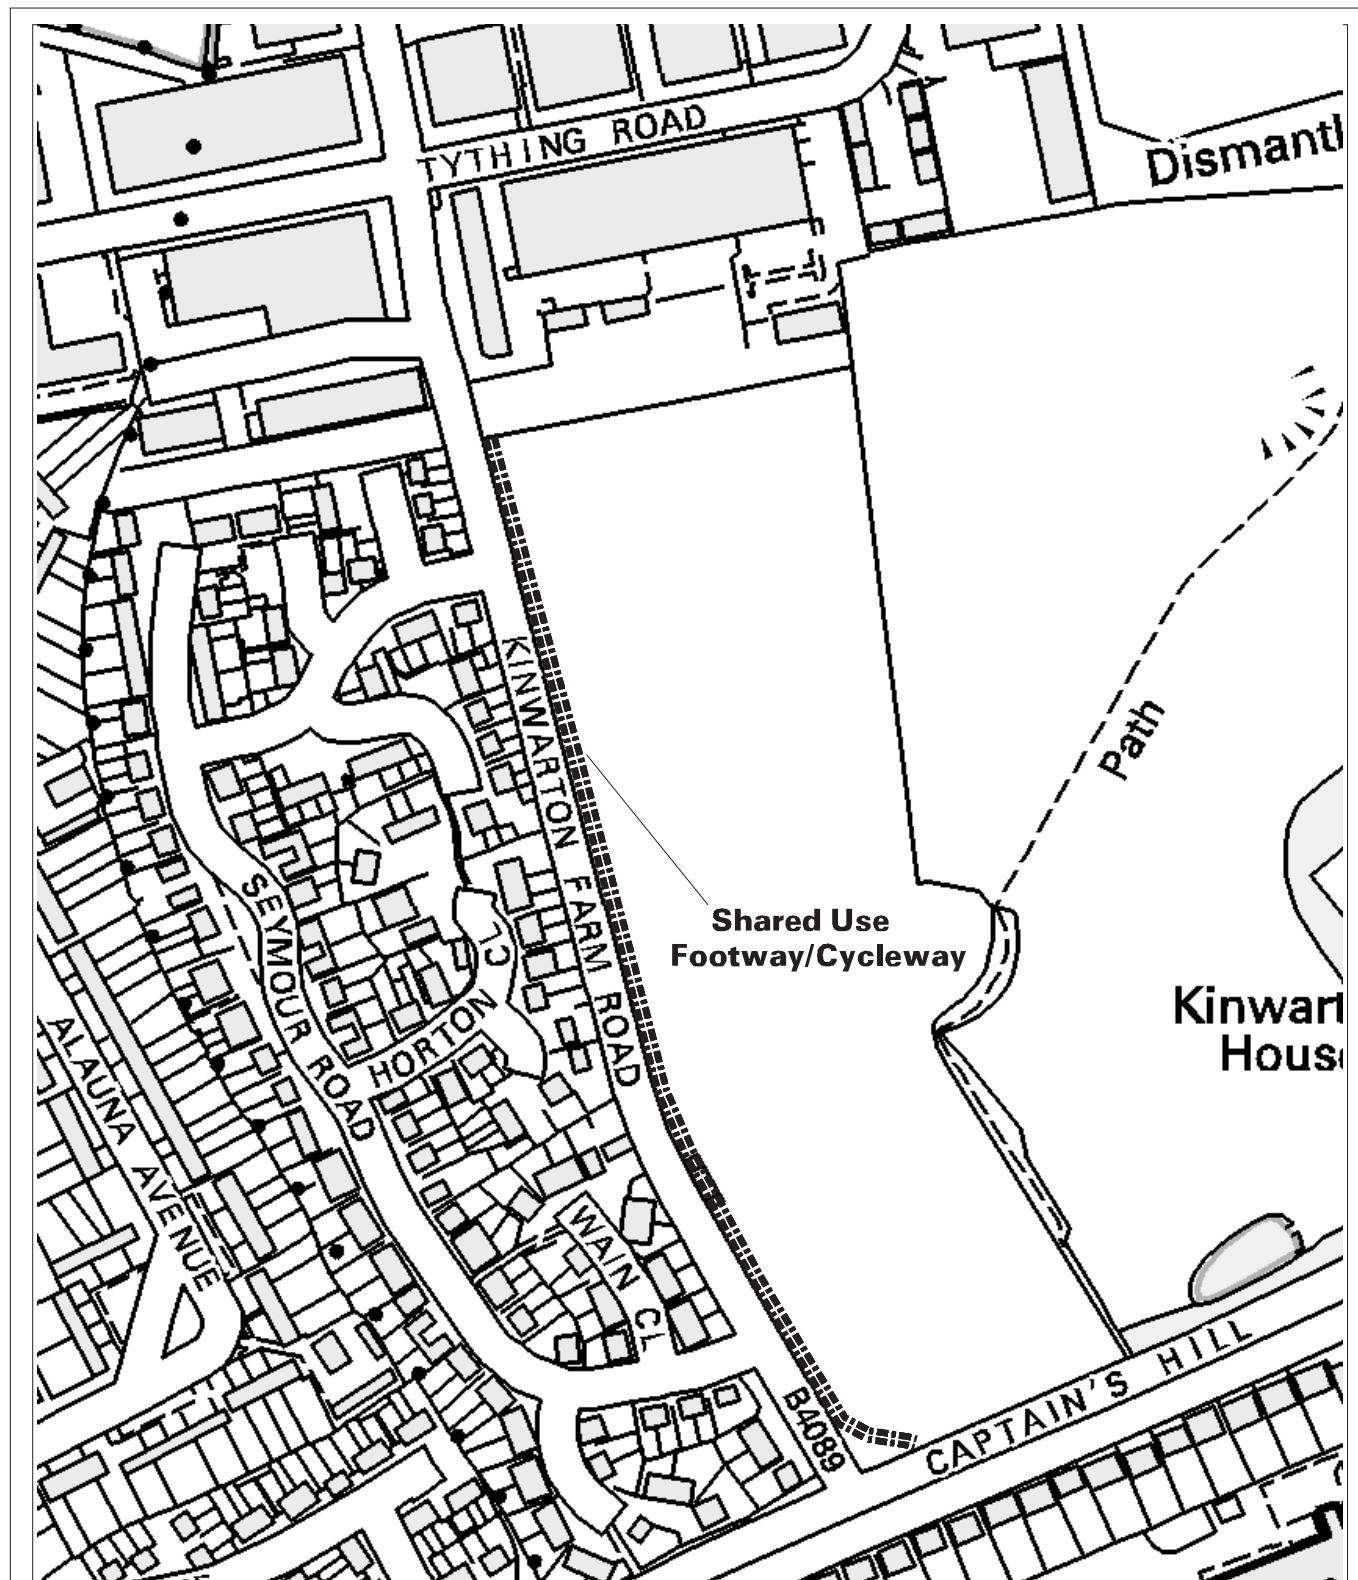 TYTHING ROAD
Dismantl
KINWARTON FARM ROAD
Path
Shared Use
Footway/Cycleway
SEYMOUR ROAD
HORTON CL
Kinwart
House
ALAUNA AVENUE
WAIN CL
B4089
CAPTAIN'S HILL